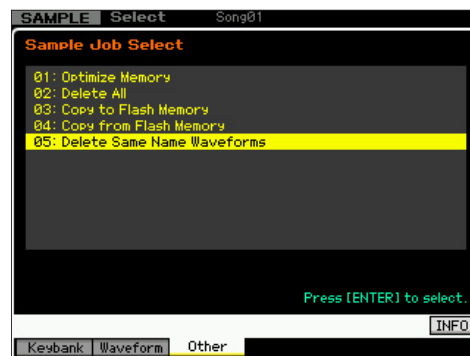 SAMPLE Select Song01
Sample Job Select
01: Optimize Memory
02: Delete All
03: Copy to Flash Memory
04: Copy from Flash Memory
05: Delete Same Name Waveforms
Press [ENTER] to select.
INFO
Keybank Waveform Other